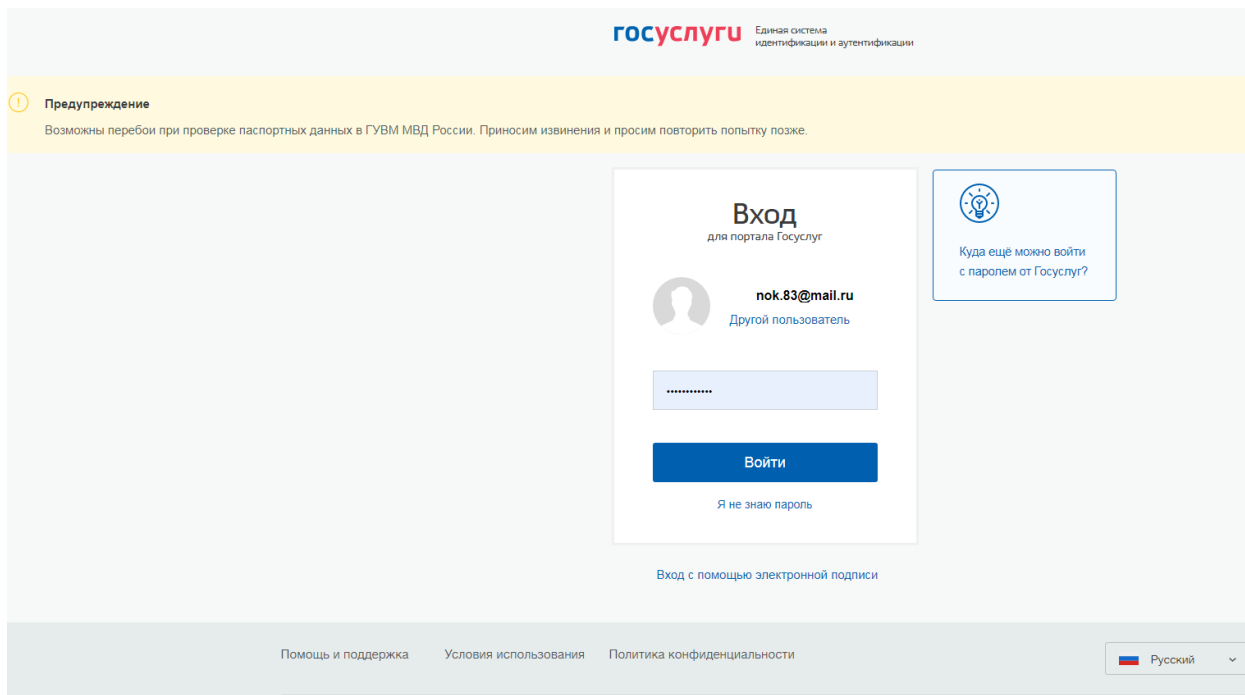 госуслуги
Единая система
идентификации и аутентификации
Предупреждение
Возможны перебои при проверке паспортных данных в ГУВМ МВД России. Приносим извинения и просим повторить попытку позже.
Вход
для портала Госуслуг
nok.83@mail.ru
Другой пользователь
••••••••••••
Войти
Я не знаю пароль
Куда ещё можно войти
с паролем от Госуслуг?
Вход с помощью электронной подписи
Помощь и поддержка
Условия использования
Политика конфиденциальности
Русский